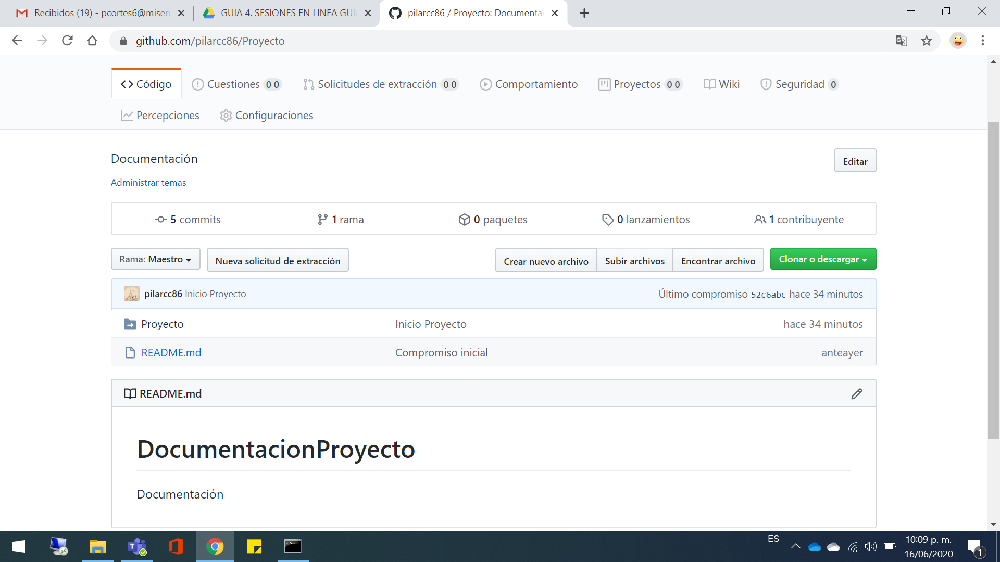 Recibidos (19) - pcortes6@misen
GUIA 4. SESIONES EN LINEA GUIA
pilarcc86 / Proyecto: Documenta
github.com/pilarcc86/Proyecto
Código
Cuestiones 0 0
Solicitudes de extracción 0 0
Comportamiento
Proyectos 0 0
Wiki
Seguridad 0
Percepciones
Configuraciones
Documentación
Editar
Administrar temas
5 commits
1 rama
0 paquetes
0 lanzamientos
1 contribuyente
Rama: Maestro
Nueva solicitud de extracción
Crear nuevo archivo
Subir archivos
Encontrar archivo
Clonar o descargar
pilarcc86 Inicio Proyecto
Último compromiso 52c6abc hace 34 minutos
Proyecto
Inicio Proyecto
hace 34 minutos
README.md
Compromiso inicial
anteayer
README.md
DocumentacionProyecto
Documentación
ES
10:09 p. m.
16/06/2020
1